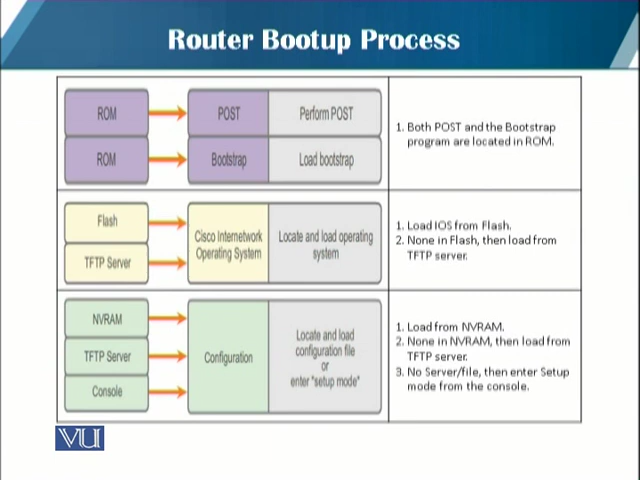 Router Bootup Process
ROM
POST
Perform POST
ROM
Bootstrap
Load bootstrap
1. Both POST and the Bootstrap
program are located in ROM.
Flash
TFTP Server
Cisco Internetwork
Operating System
Locate and load operating
system
1. Load IOS from Flash.
2. None in Flash, then load from
TFTP server.
NVRAM
TFTP Server
Console
Configuration
Locate and load
configuration file
or
enter "setup mode"
1. Load from NVRAM.
2. None in NVRAM, then load from
TFTP server.
3. No Server/file, then enter Setup
mode from the console.
VU